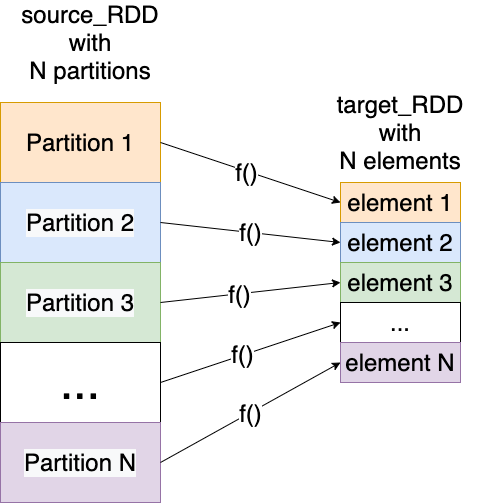 source_RDD
with
N partitions
target_RDD
with
N elements
Partition 1
Partition 2
Partition 3
...
Partition N
f()
f()
f()
f()
f()
element 1
element 2
element 3
...
element N